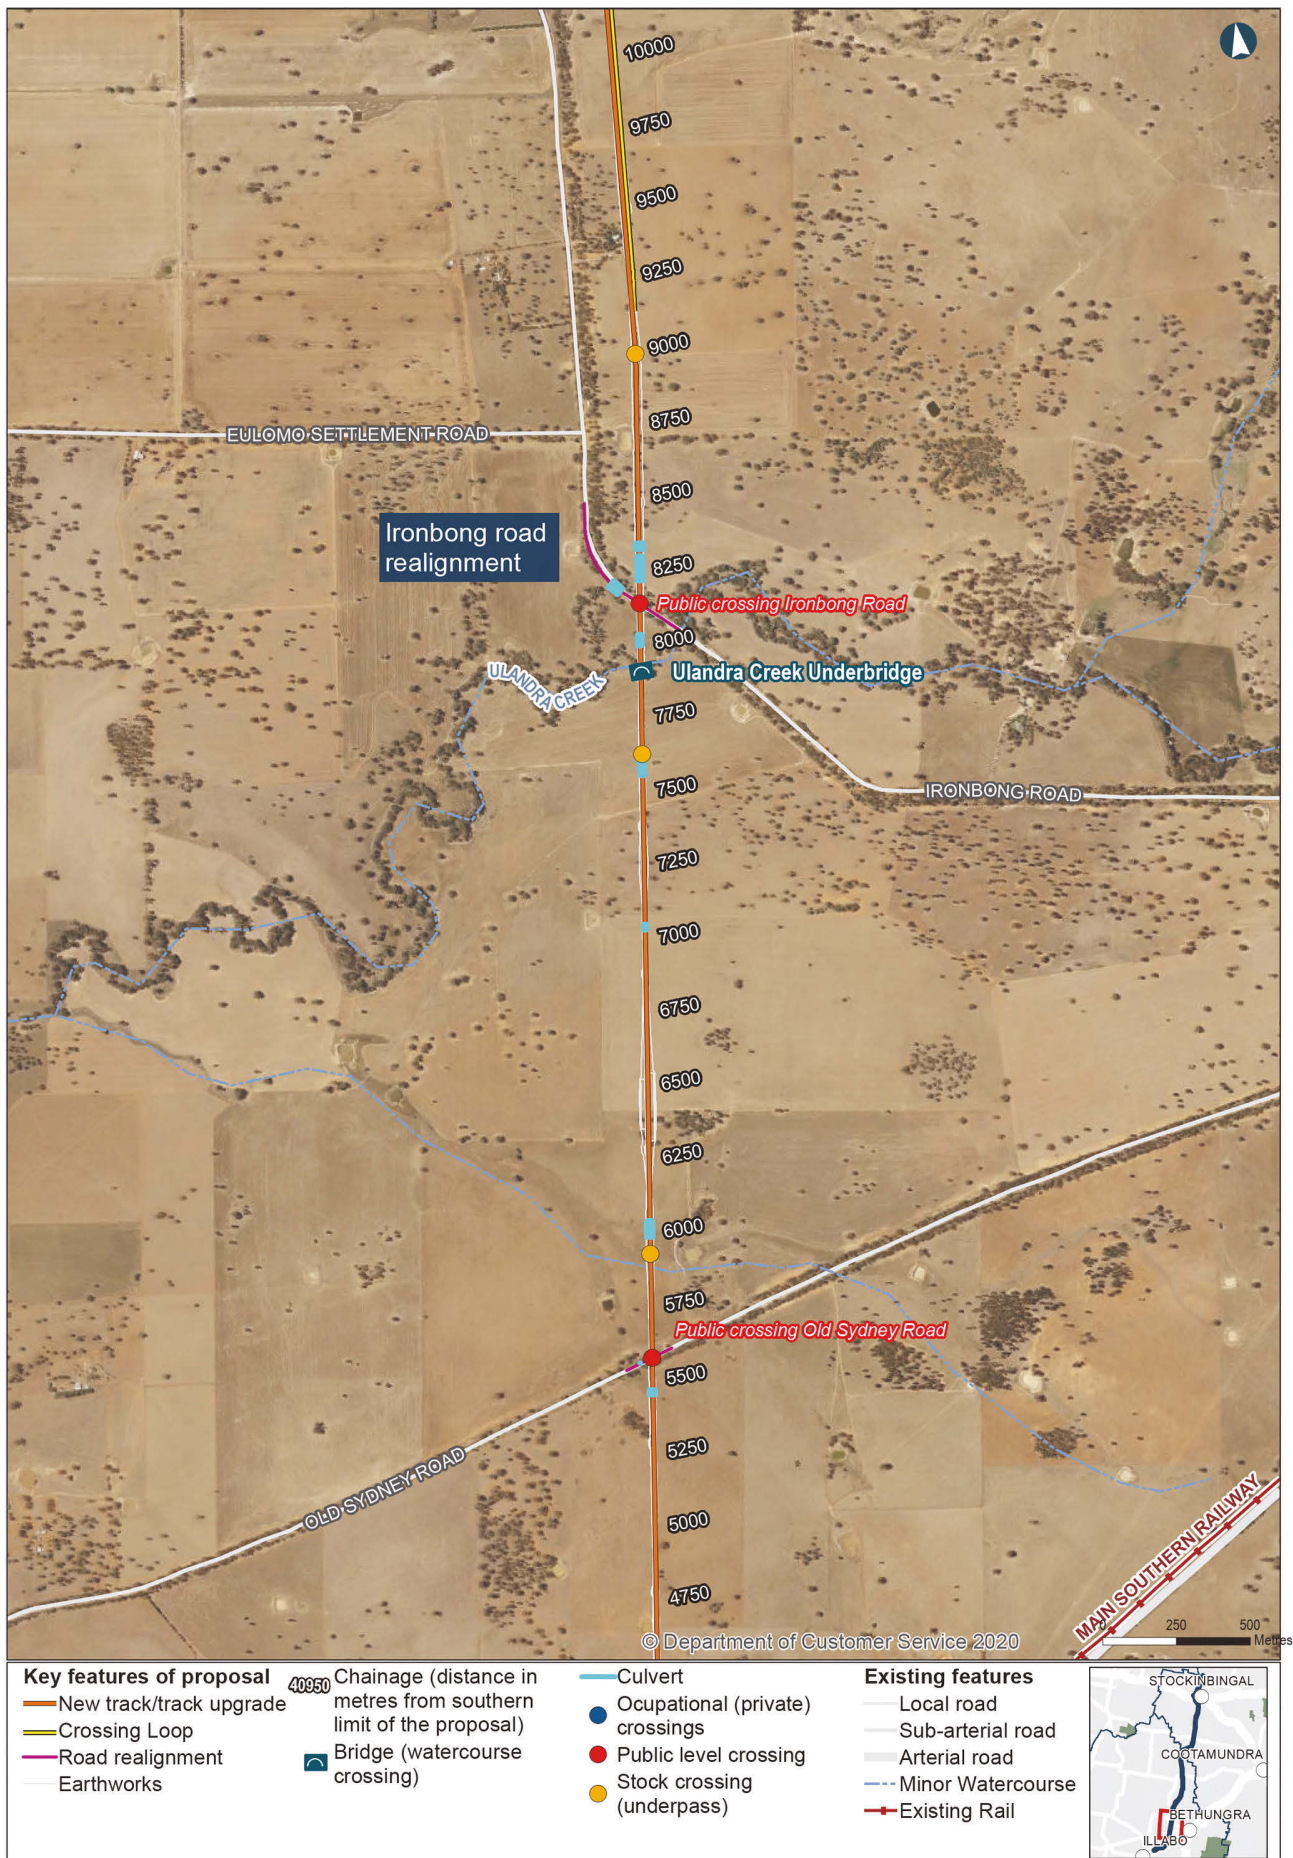 10000
9750
9500
9250
9000
8750
EULOMO SETTLEMENT ROAD
8500
Ironbong road
realignment
8250
Public crossing Ironbong Road
8000
ULANDRA CREEK
Ulandra Creek Underbridge
7750
7500
IRONBONG ROAD
7250
7000
6750
6500
6250
6000
5750
Public crossing Old Sydney Road
5500
5250
OLD SYDNEY ROAD
5000
4750
MAIN SOUTHERN RAILWAY
0 250 500
Metres
© Department of Customer Service 2020
Key features of proposal
New track/track upgrade
Crossing Loop
Road realignment
Earthworks
40950
Chainage (distance in
metres from southern
limit of the proposal)
Bridge (watercourse
crossing)
Culvert
Ocupational (private)
crossings
Public level crossing
Stock crossing
(underpass)
Existing features
Local road
Sub-arterial road
Arterial road
Minor Watercourse
Existing Rail
STOCKINBINGAL
COOTAMUNDRA
BETHUNGRA
ILLABO